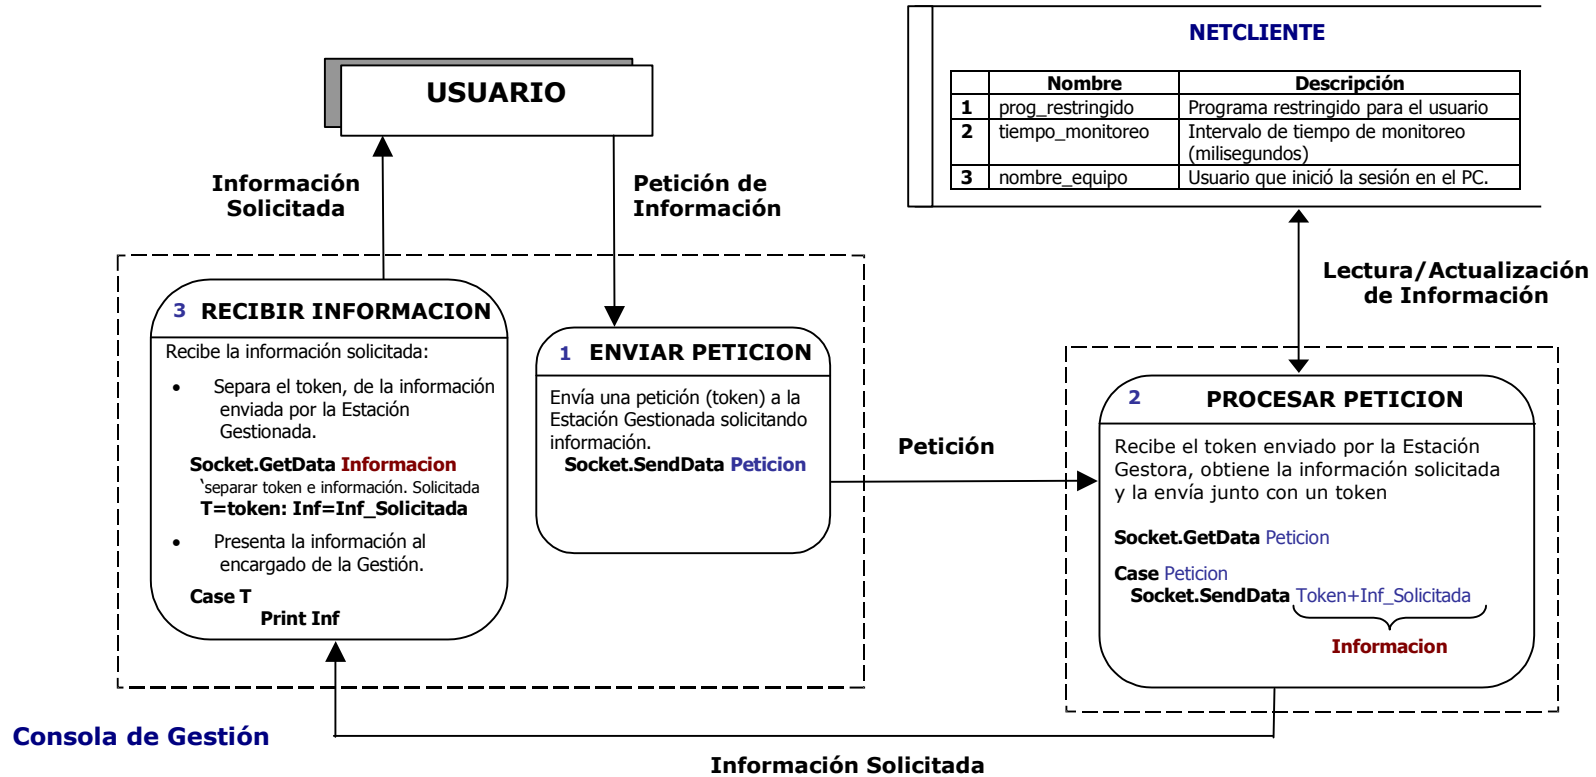 NETCLIENTE
Nombre Descripción
1 prog_restringido Programa restringido para el usuario
2 tiempo_monitoreo Intervalo de tiempo de monitoreo
(milisegundos)
3 nombre_equipo Usuario que inició la sesión en el PC.
USUARIO
Información
Solicitada
Petición de
Información
Lectura/Actualización
de Información
3 RECIBIR INFORMACION
Recibe la información solicitada:
• Separa el token, de la información
enviada por la Estación
Gestionada.
Socket.GetData Informacion
‵separar token e información. Solicitada
T=token: Inf=Inf_Solicitada
• Presenta la información al
encargado de la Gestión.
Case T
Print Inf
1 ENVIAR PETICION
Envía una petición (token) a la
Estación Gestionada solicitando
información.
Socket.SendData Peticion
Petición
2 PROCESAR PETICION
Recibe el token enviado por la Estación
Gestora, obtiene la información solicitada
y la envía junto con un token
Socket.GetData Peticion
Case Peticion
Socket.SendData Token+Inf_Solicitada
Informacion
Consola de Gestión
Información Solicitada